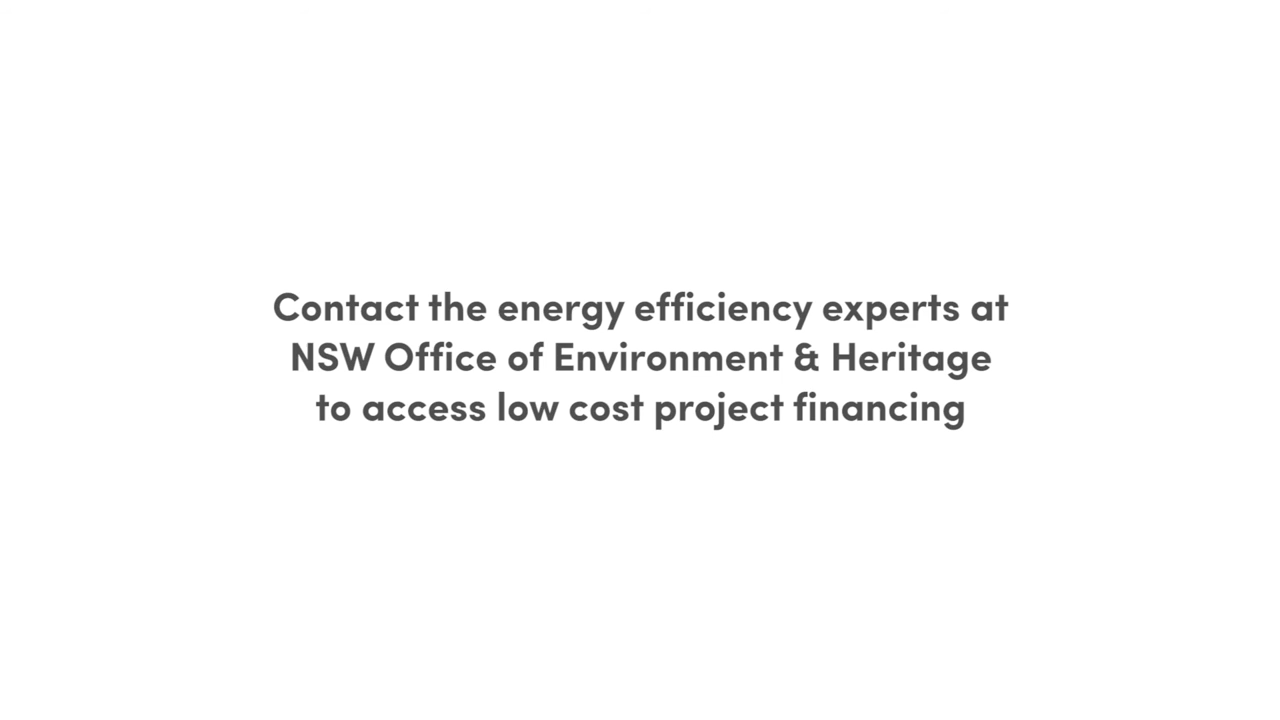 Contact the energy efficiency experts at
NSW Office of Environment & Heritage
to access low cost project financing